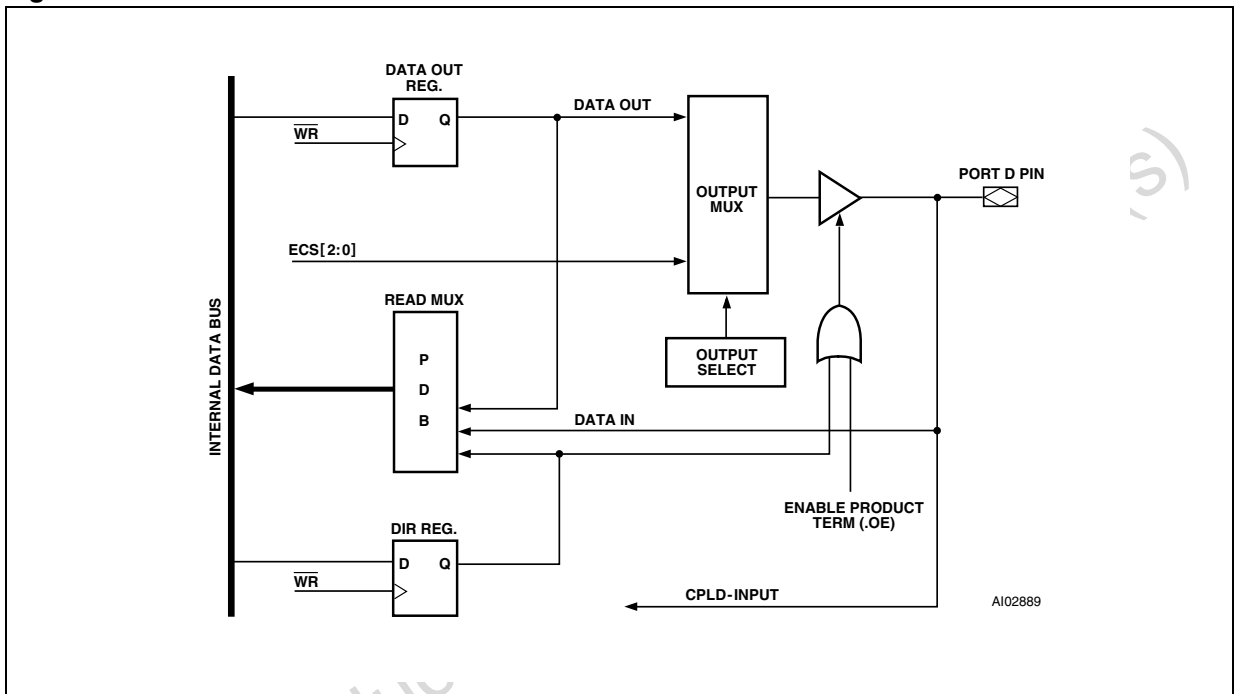 DATA OUT
REG.
D Q
WR
DATA OUT
OUTPUT
MUX
PORT D PIN
ECS[2:0]
READ MUX
P
D
B
OUTPUT
SELECT
INTERNAL DATA BUS
DATA IN
ENABLE PRODUCT
TERM (.OE)
DIR REG.
D Q
WR
CPLD-INPUT
AI02889